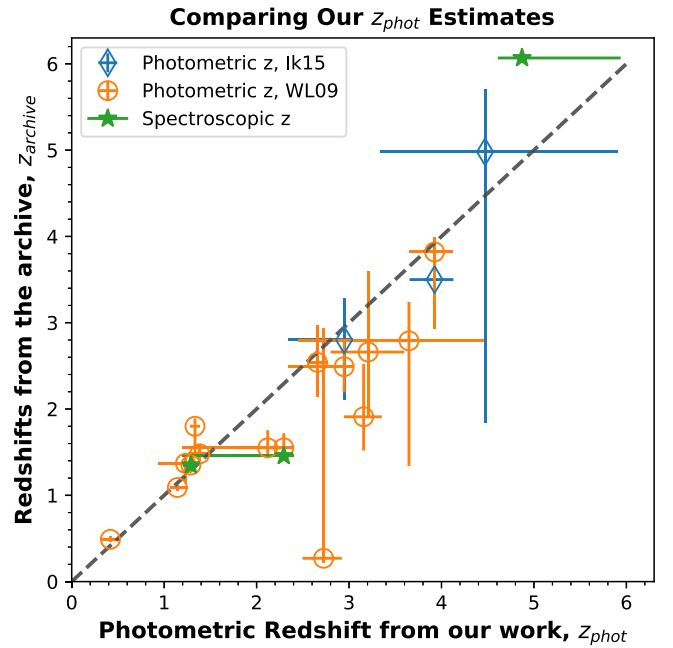 Comparing Our z_phot Estimates
Photometric z, Ik15
Photometric z, WL09
Spectroscopic z
Redshifts from the archive, z_archive
6
5
4
3
2
1
0
0 1 2 3 4 5 6
Photometric Redshift from our work, z_phot